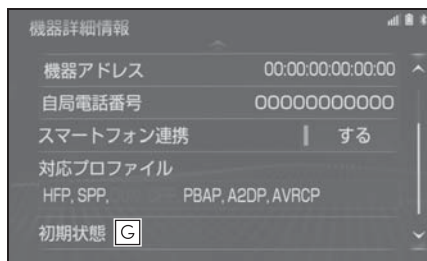 機器詳細情報
機器アドレス 00:00:00:00:00:00
自局電話番号 00000000000
スマートフォン連携 する
対応プロファイル
HFP, SPP, PBAP, A2DP, AVRCP
初期状態 G